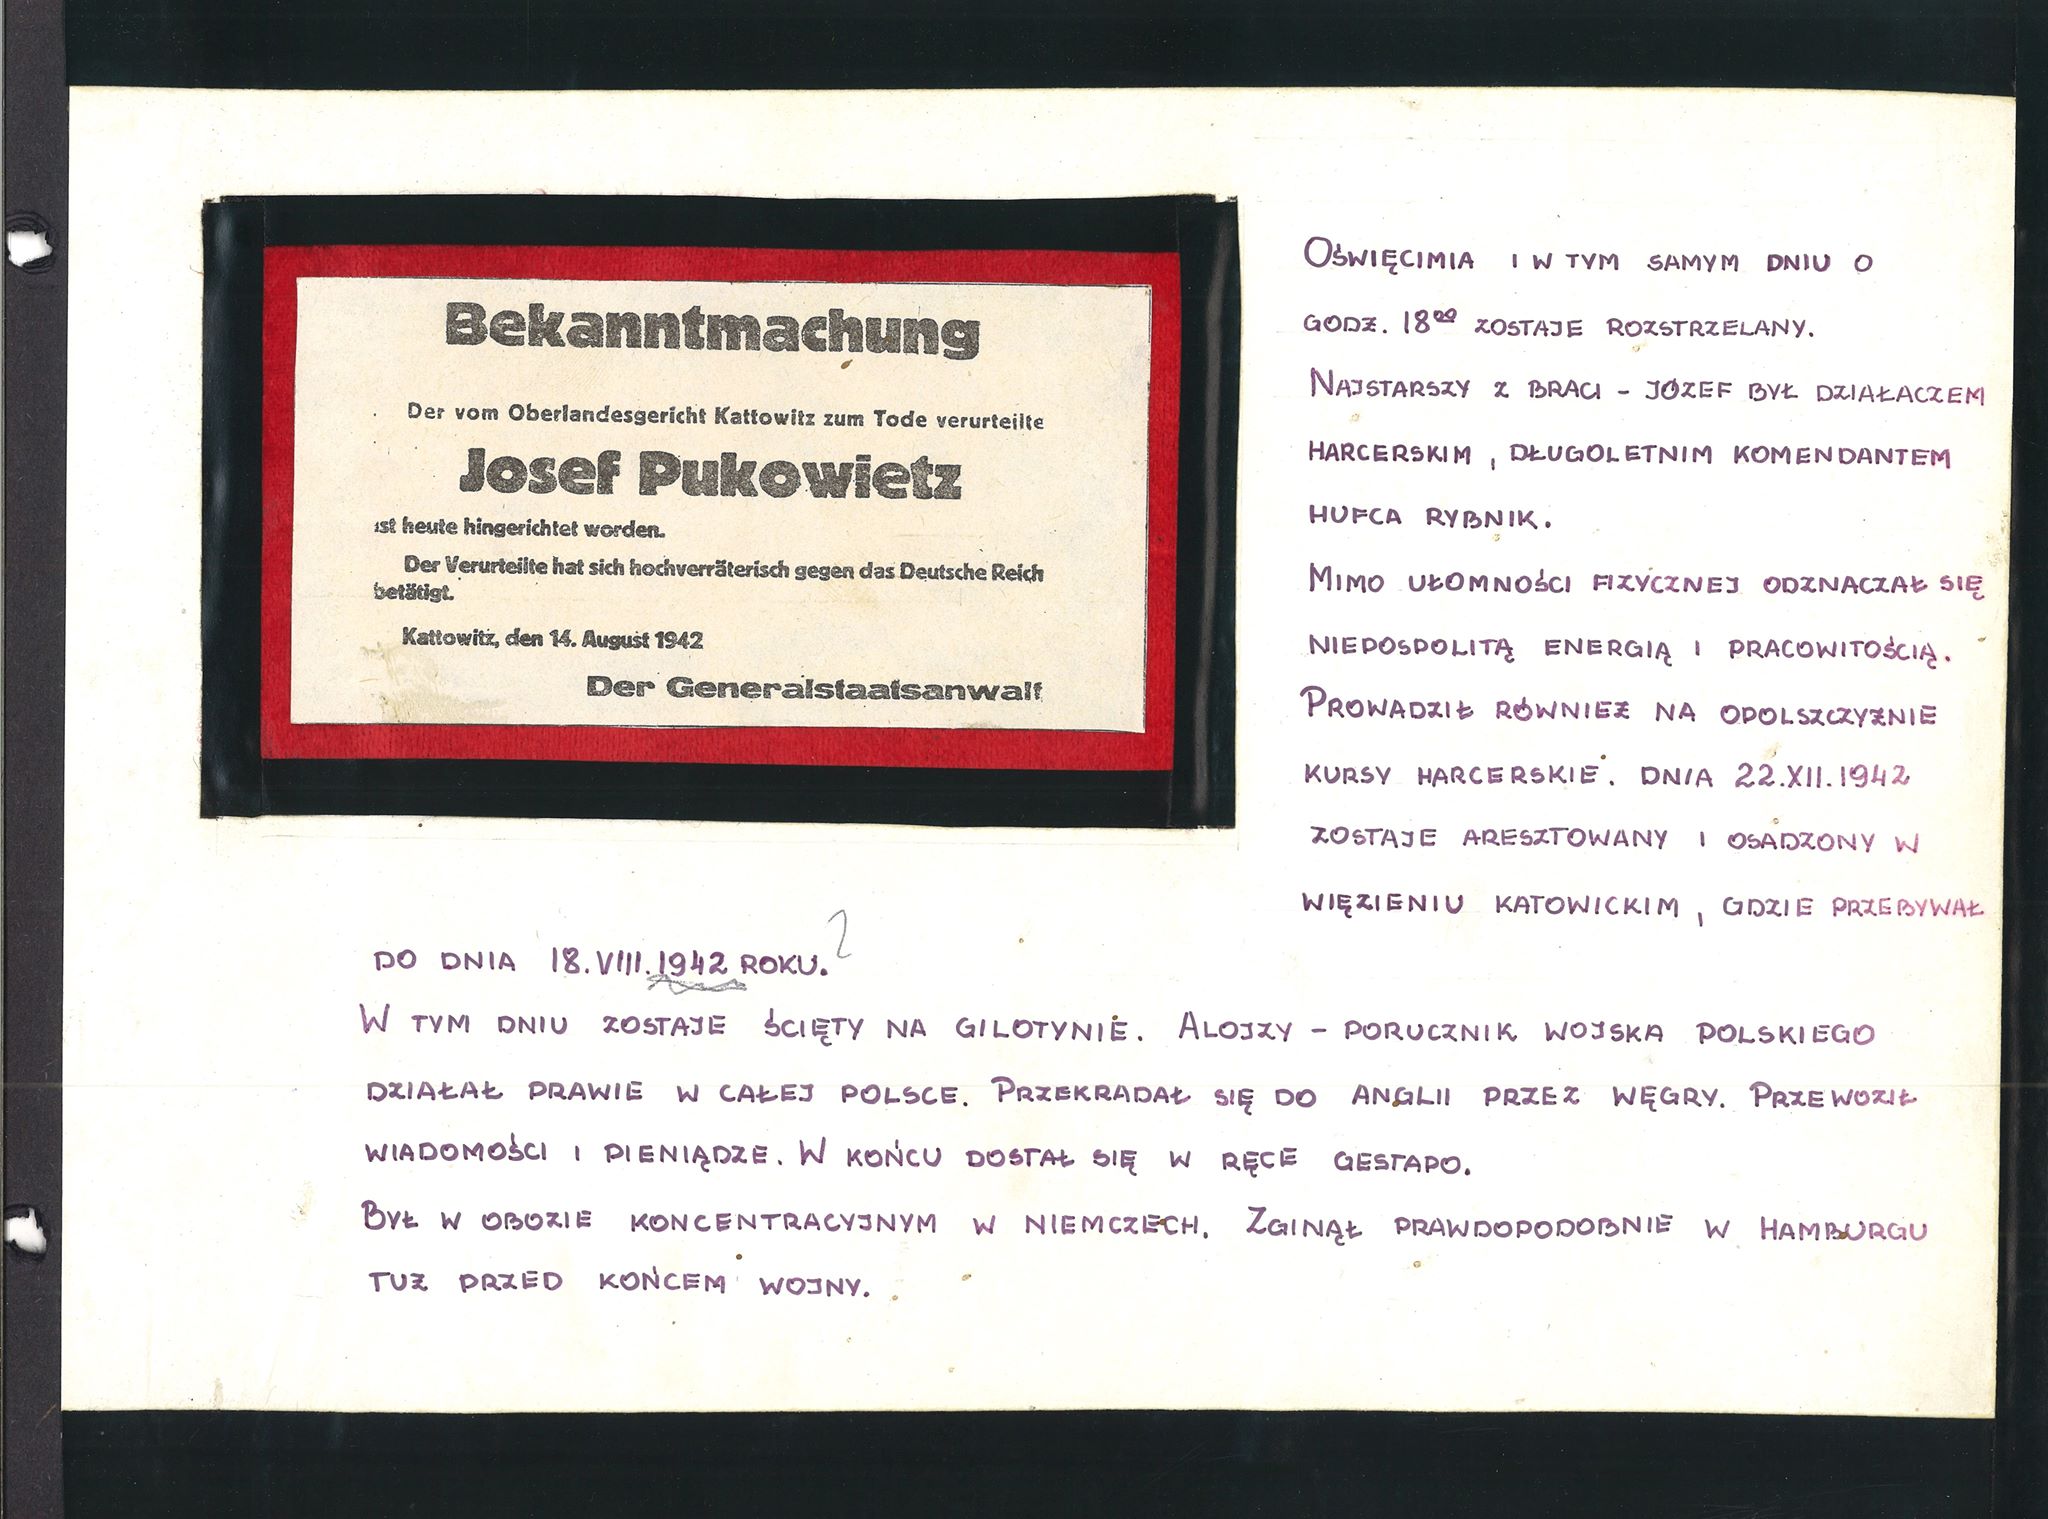 Bekanntmachung
Der vom Oberlandesgericht Kattowitz zum Tode verurteilte
Josef Pukowietz
ist heute hingerichtet worden.
Der Verurteilte hat sich hochverräterisch gegen das Deutsche Reich
betätigt.
Kattowitz, den 14. August 1942
Der Generalstaatsanwalt
OŚWIĘCIMIA I W TYM SAMYM DNIU O
GODZ. 18⁰⁰ ZOSTAJE ROZSTRZELANY.
NAJSTARSZY Z BRACI - JÓZEF BYŁ DZIAŁACZEM
HARCERSKIM, DŁUGOLETNIM KOMENDANTEM
HUFCA RYBNIK.
MIMO UŁOMNOŚCI FIZYCZNEJ ODZNACZAŁ SIĘ
NIEPOSPOLITĄ ENERGIĄ I PRACOWITOŚCIĄ.
PROWADZIŁ RÓWNIEŻ NA OPOLSZCZYŹNIE
KURSY HARCERSKIE. DNIA 22.XII.1942
ZOSTAJE ARESZTOWANY I OSADZONY W
WIĘZIENIU KATOWICKIM, GDZIE PRZEBYWAŁ
DO DNIA 18.VIII.1942 ROKU. ?
W TYM DNIU ZOSTAJE ŚCIĘTY NA GILOTYNIE. ALOJZY - PORUCZNIK WOJSKA POLSKIEGO
DZIAŁAŁ PRAWIE W CAŁEJ POLSCE. PRZEKRADAŁ SIĘ DO ANGLII PRZEZ WĘGRY. PRZEWOZIŁ
WIADOMOŚCI I PIENIĄDZE. W KOŃCU DOSTAŁ SIĘ W RĘCE GESTAPO.
BYŁ W OBOZIE KONCENTRACYJNYM W NIEMCZECH. ZGINĄŁ PRAWDOPODOBNIE W HAMBURGU
TUŻ PRZED KOŃCEM WOJNY.